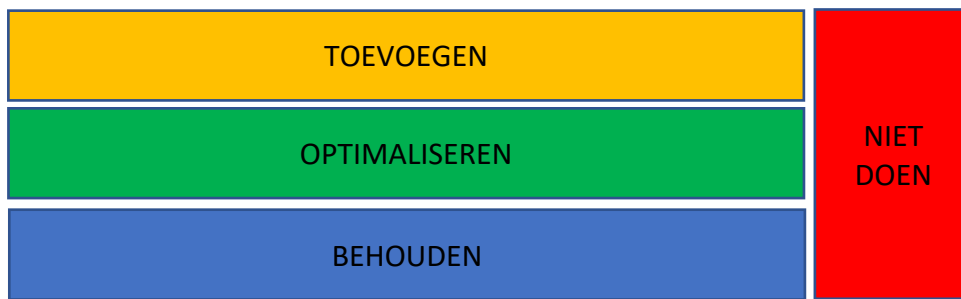 TOEVOEGEN
OPTIMALISEREN
BEHOUDEN
NIET
DOEN